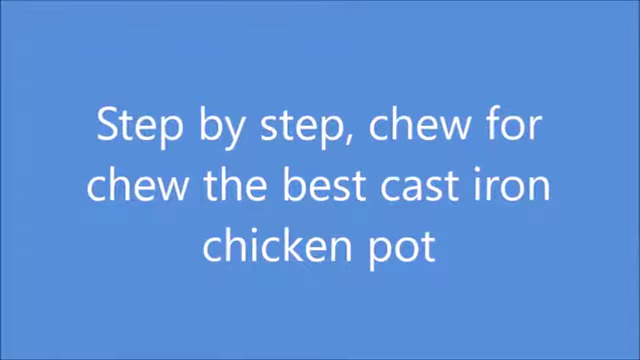 Step by step, chew for
chew the best cast iron
chicken pot